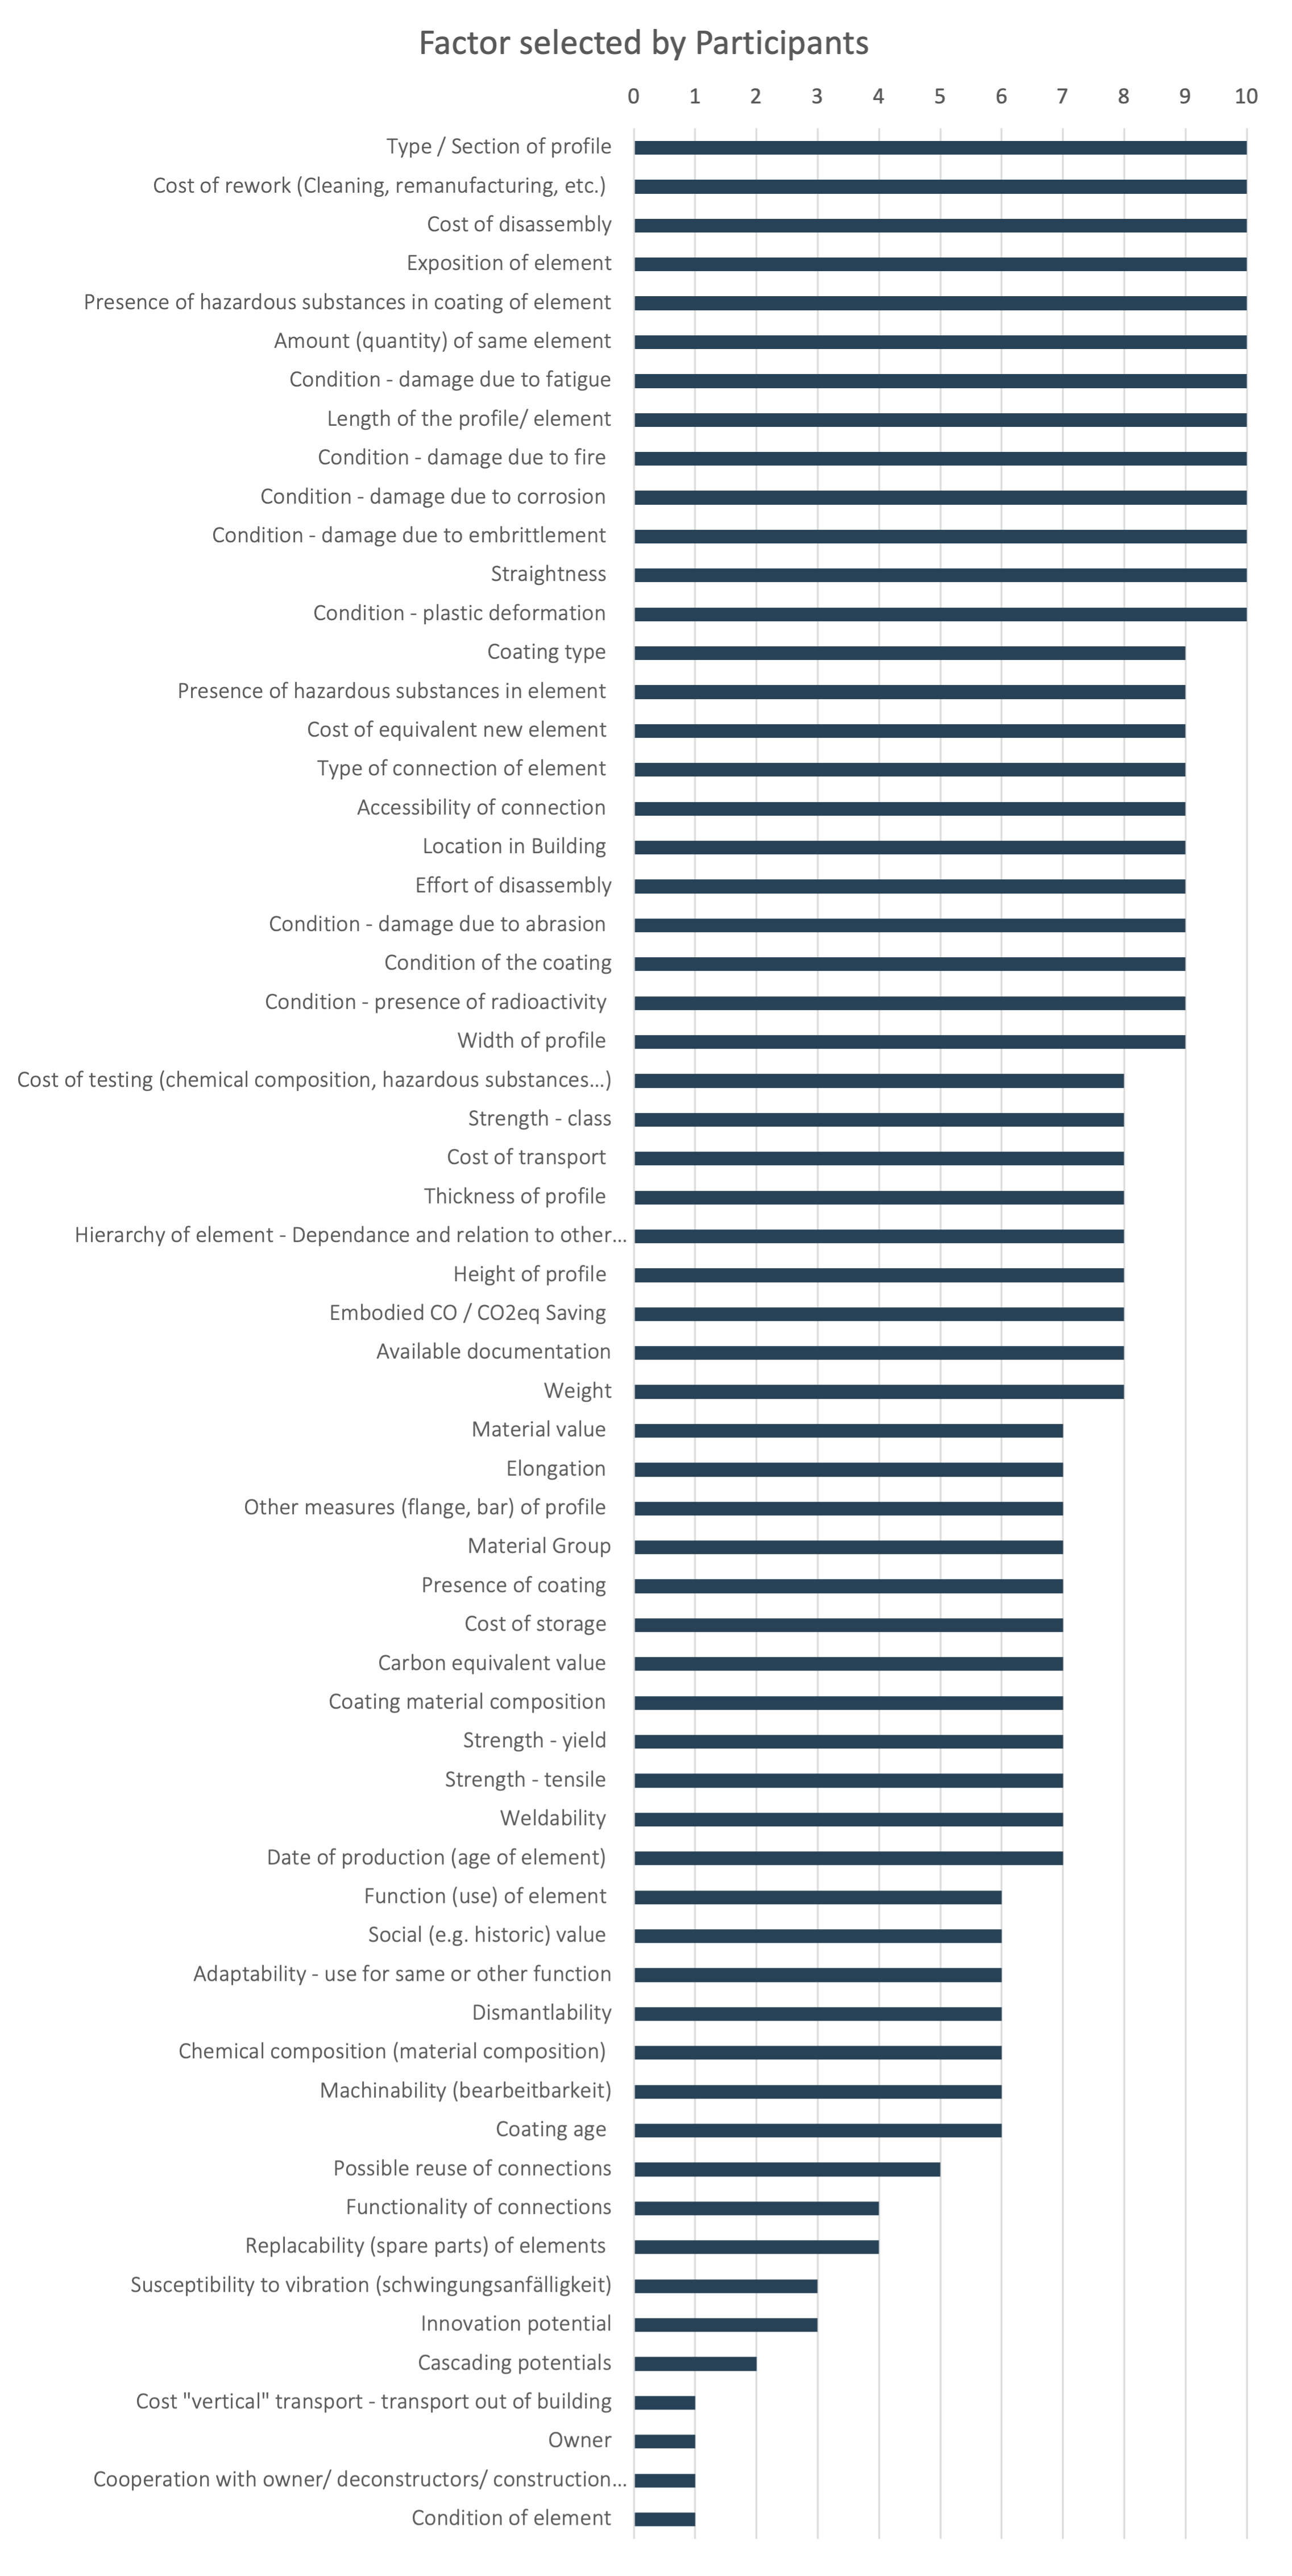 Factor selected by Participants
0 1 2 3 4 5 6 7 8 9 10
Type / Section of profile
Cost of rework (Cleaning, remanufacturing, etc.)
Cost of disassembly
Exposition of element
Presence of hazardous substances in coating of element
Amount (quantity) of same element
Condition - damage due to fatigue
Length of the profile/ element
Condition - damage due to fire
Condition - damage due to corrosion
Condition - damage due to embrittlement
Straightness
Condition - plastic deformation
Coating type
Presence of hazardous substances in element
Cost of equivalent new element
Type of connection of element
Accessibility of connection
Location in Building
Effort of disassembly
Condition - damage due to abrasion
Condition of the coating
Condition - presence of radioactivity
Width of profile
Cost of testing (chemical composition, hazardous substances...)
Strength - class
Cost of transport
Thickness of profile
Hierarchy of element - Dependance and relation to other...
Height of profile
Embodied CO / CO2eq Saving
Available documentation
Weight
Material value
Elongation
Other measures (flange, bar) of profile
Material Group
Presence of coating
Cost of storage
Carbon equivalent value
Coating material composition
Strength - yield
Strength - tensile
Weldability
Date of production (age of element)
Function (use) of element
Social (e.g. historic) value
Adaptability - use for same or other function
Dismantlability
Chemical composition (material composition)
Machinability (bearbeitbarkeit)
Coating age
Possible reuse of connections
Functionality of connections
Replacability (spare parts) of elements
Susceptibility to vibration (schwingungsanfälligkeit)
Innovation potential
Cascading potentials
Cost "vertical" transport - transport out of building
Owner
Cooperation with owner/ deconstructors/ construction...
Condition of element